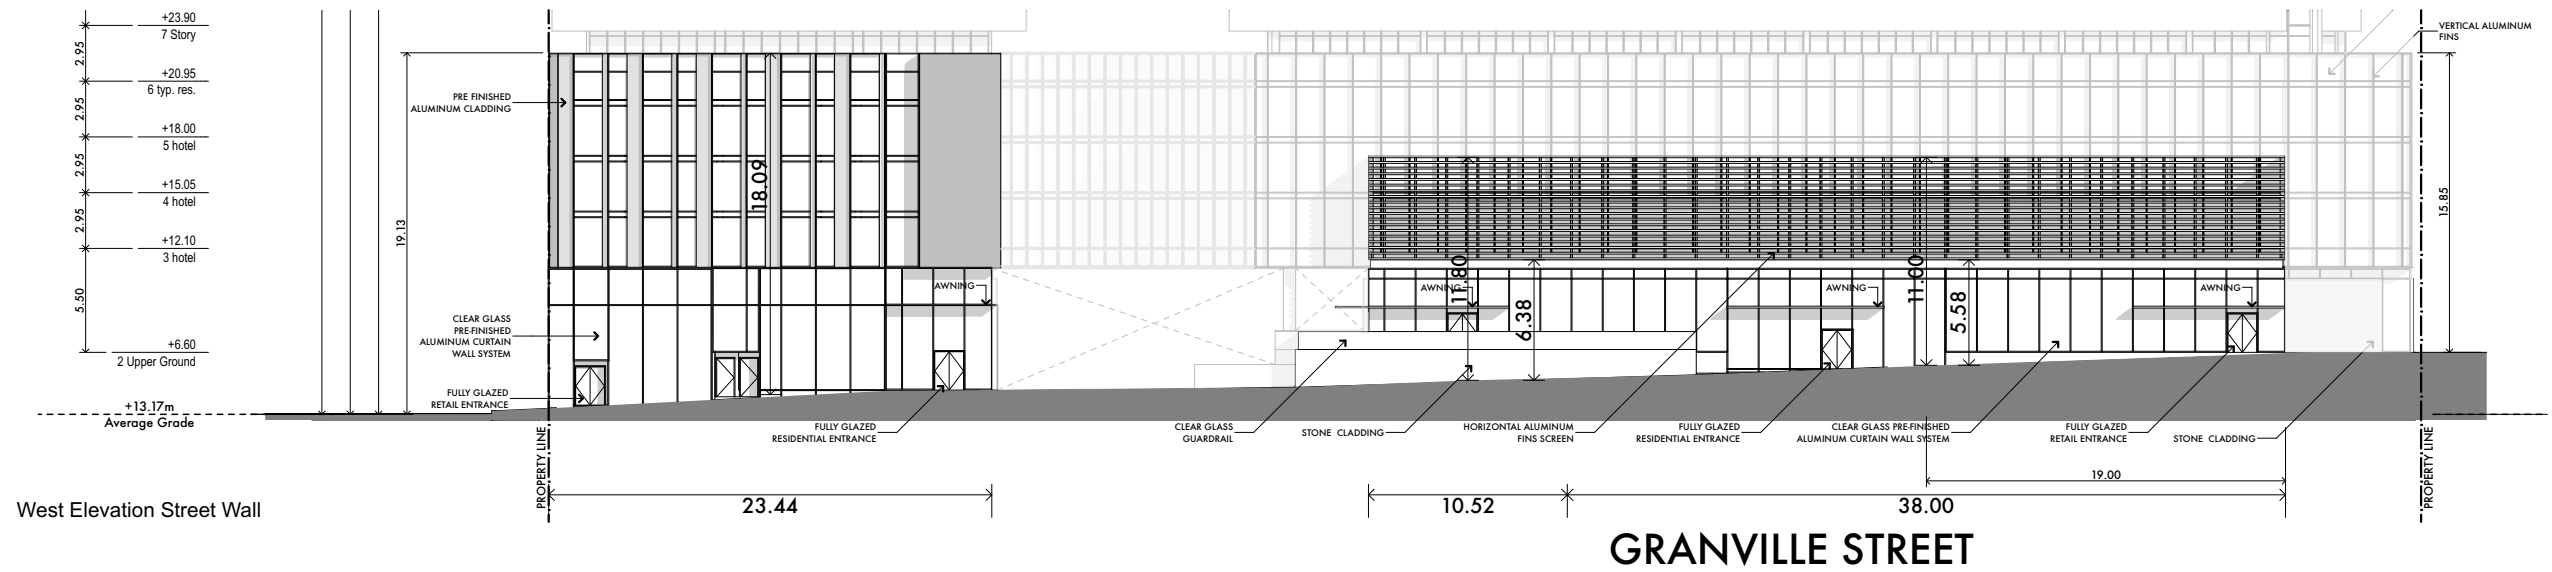 +23.90
7 Story
2.95
+20.95
6 typ. res.
2.95
+18.00
5 hotel
2.95
+15.05
4 hotel
2.95
+12.10
3 hotel
5.50
+6.60
2 Upper Ground
+13.17m
Average Grade
19.13
PRE FINISHED
ALUMINUM CLADDING
CLEAR GLASS
PRE-FINISHED
ALUMINUM CURTAIN
WALL SYSTEM
FULLY GLAZED
RETAIL ENTRANCE
18.09
AWNING
FULLY GLAZED
RESIDENTIAL ENTRANCE
CLEAR GLASS
GUARDRAIL
STONE CLADDING
AWNING
11.80
6.38
HORIZONTAL ALUMINUM
FINS SCREEN
FULLY GLAZED
RESIDENTIAL ENTRANCE
AWNING
11.00
5.58
CLEAR GLASS PRE-FINISHED
ALUMINUM CURTAIN WALL SYSTEM
AWNING
FULLY GLAZED
RETAIL ENTRANCE
STONE CLADDING
VERTICAL ALUMINUM
FINS
15.85
PROPERTY LINE
PROPERTY LINE
19.00
23.44
10.52
38.00
West Elevation Street Wall
GRANVILLE STREET